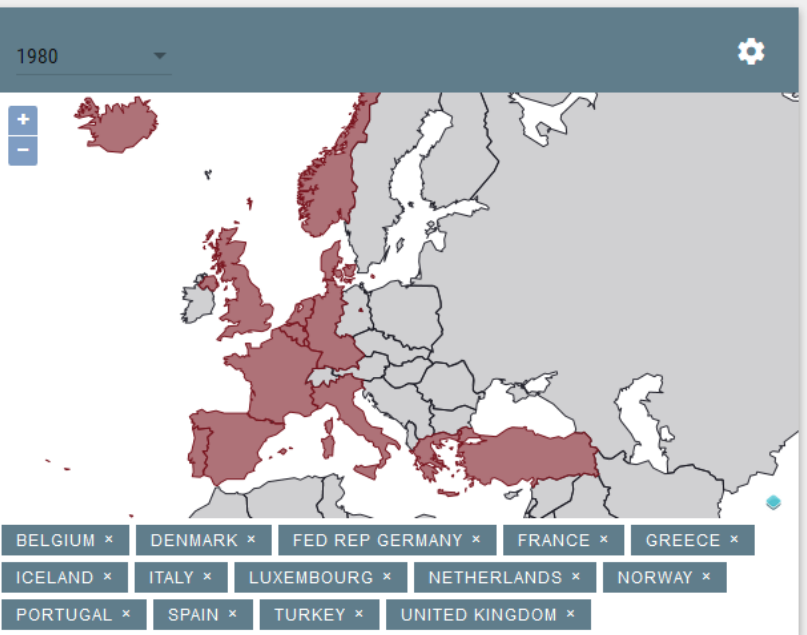 1980
+
−
BELGIUM × DENMARK × FED REP GERMANY × FRANCE × GREECE ×
ICELAND × ITALY × LUXEMBOURG × NETHERLANDS × NORWAY ×
PORTUGAL × SPAIN × TURKEY × UNITED KINGDOM ×